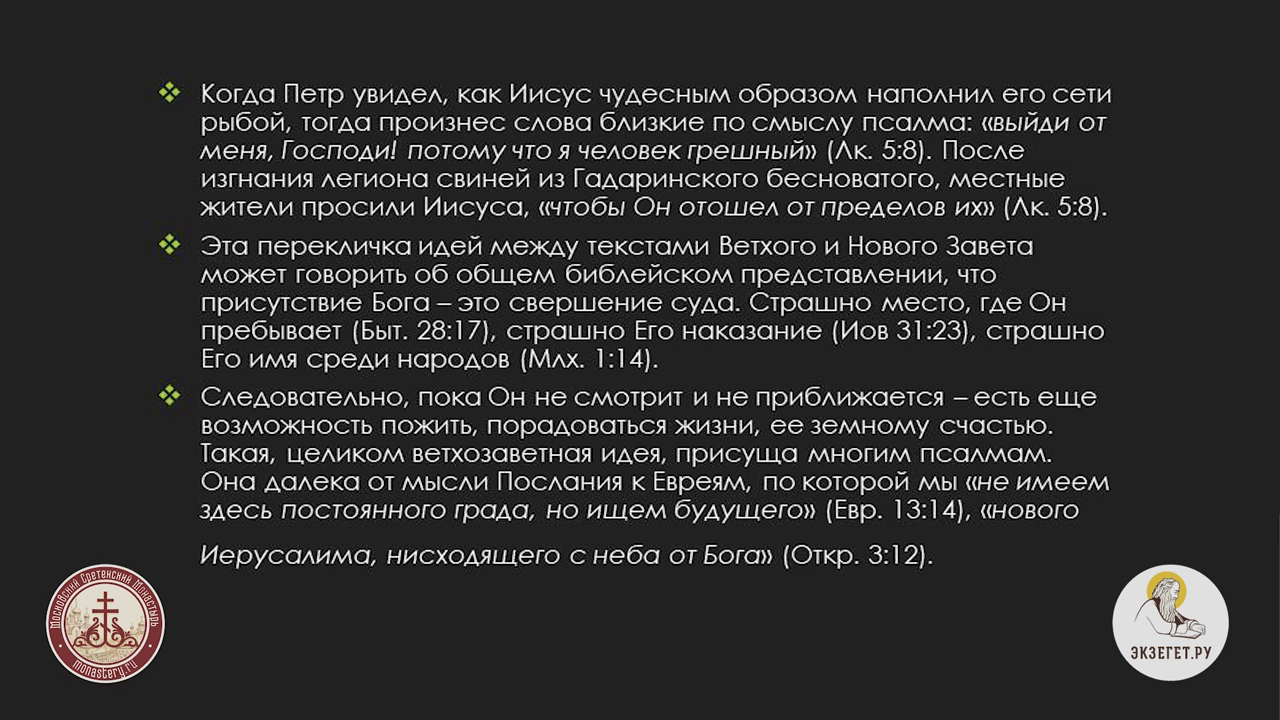 Когда Петр увидел, как Иисус чудесным образом наполнил его сети
рыбой, тогда произнес слова близкие по смыслу псалма: «выйди от
меня, Господи! потому что я человек грешный» (Лк. 5:8). После
изгнания легиона свиней из Гадаринского бесноватого, местные
жители просили Иисуса, «чтобы Он отошел от пределов их» (Лк. 5:8).
Эта перекличка идей между текстами Ветхого и Нового Завета
может говорить об общем библейском представлении, что
присутствие Бога – это свершение суда. Страшно место, где Он
пребывает (Быт. 28:17), страшно Его наказание (Иов 31:23), страшно
Его имя среди народов (Млх. 1:14).
Следовательно, пока Он не смотрит и не приближается – есть еще
возможность пожить, порадоваться жизни, ее земному счастью.
Такая, целиком ветхозаветная идея, присуща многим псалмам.
Она далека от мысли Послания к Евреям, по которой мы «не имеем
здесь постоянного града, но ищем будущего» (Евр. 13:14), «нового
Иерусалима, нисходящего с неба от Бога» (Откр. 3:12).
Московский Сретенский Монастырь
monastery.ru
ЭКЗЕГЕТ.РУ